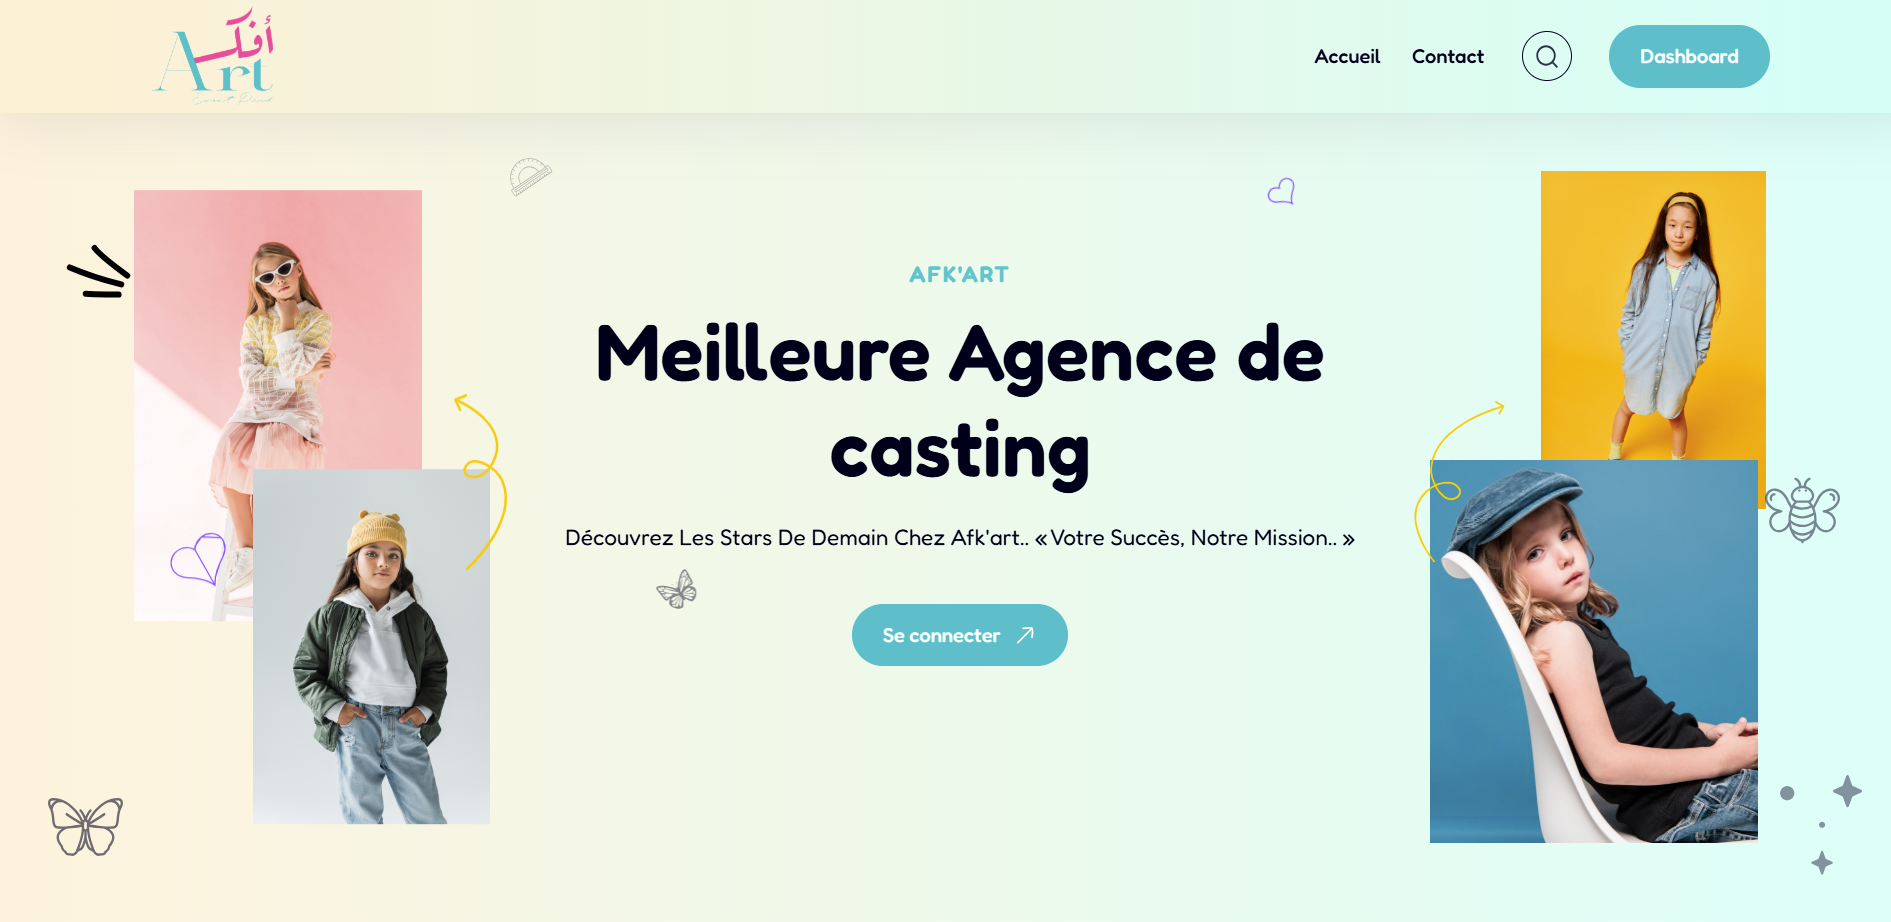 أفكـ
Art
Accueil
Contact
Dashboard
AFK'ART
Meilleure Agence de
casting
Découvrez Les Stars De Demain Chez Afk'art.. « Votre Succès, Notre Mission.. »
Se connecter